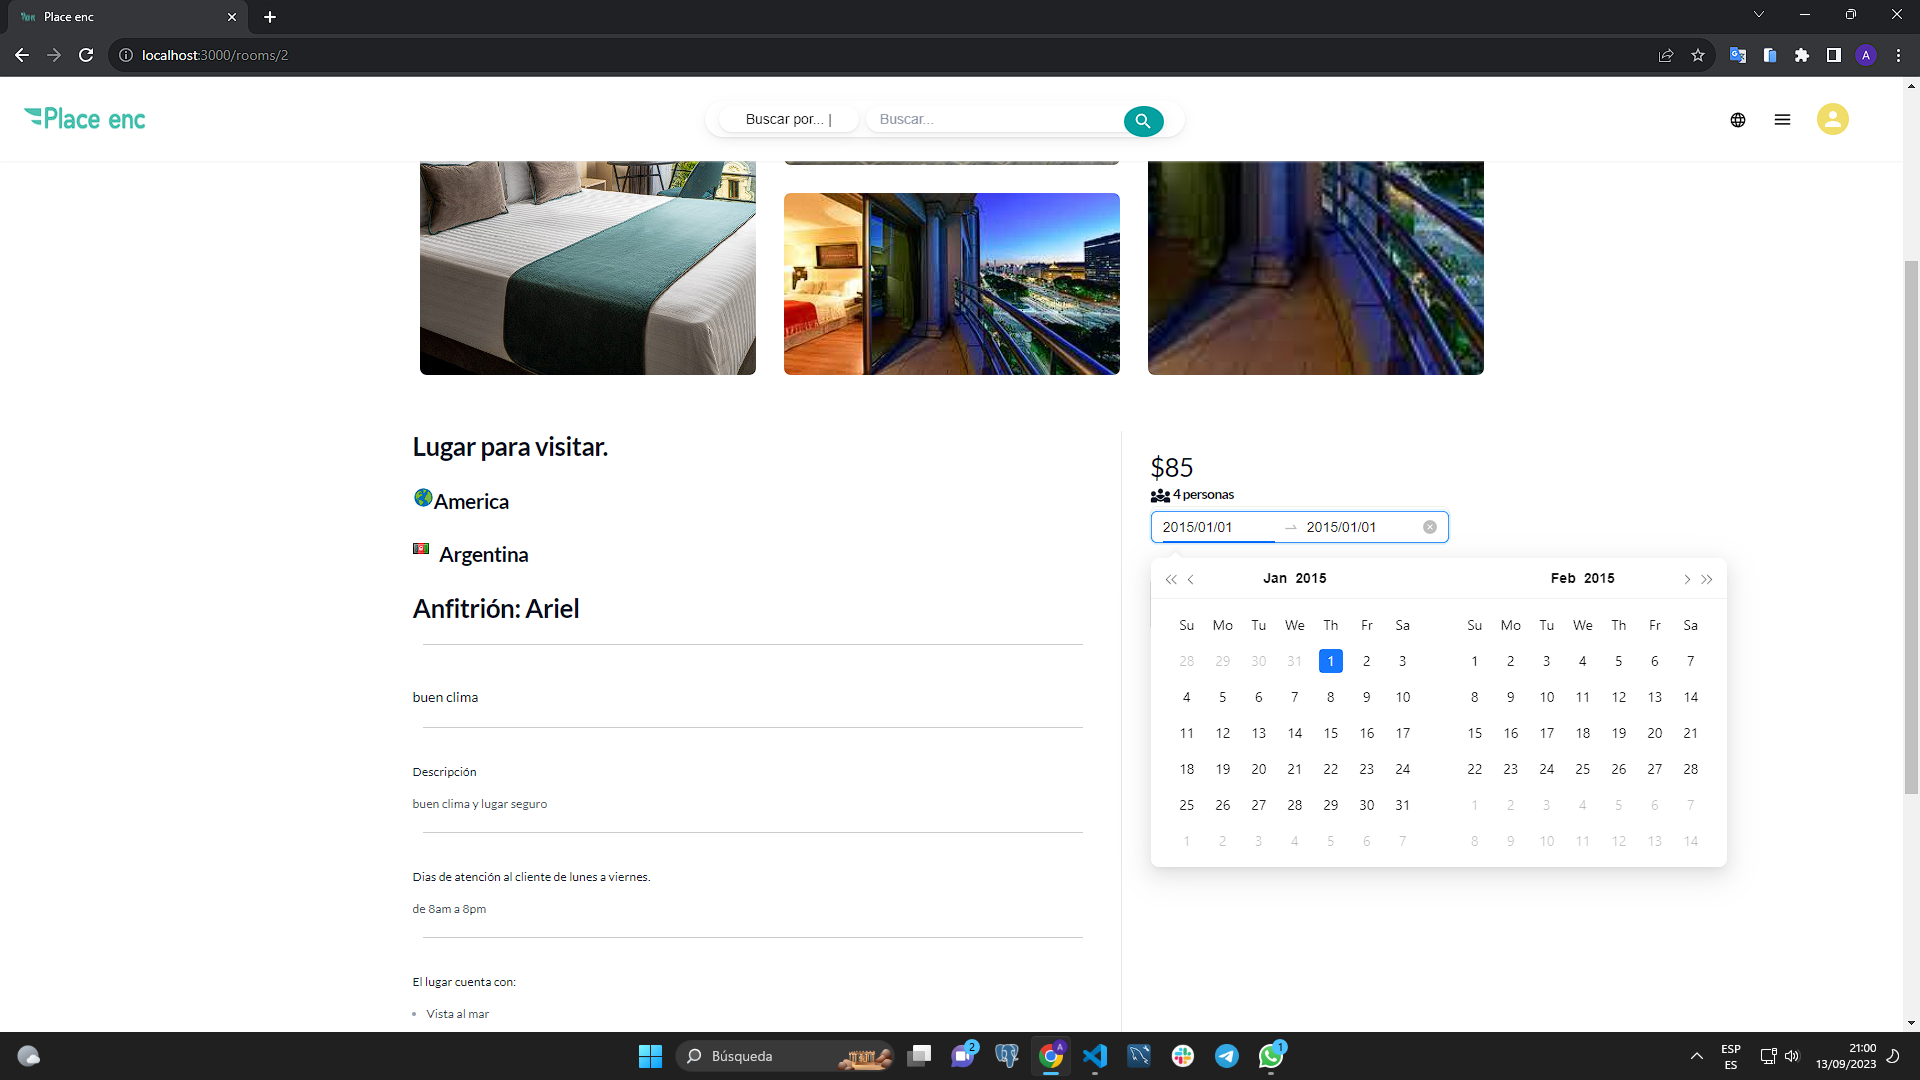 Place enc
localhost:3000/rooms/2
A
Place enc
Buscar por... |
Buscar...
Lugar para visitar.
America
Argentina
Anfitrión: Ariel
buen clima
Descripción
buen clima y lugar seguro
Dias de atención al cliente de lunes a viernes.
de 8am a 8pm
El lugar cuenta con:
Vista al mar
$85
4 personas
2015/01/01
2015/01/01
Jan 2015
Su Mo Tu We Th Fr Sa
28 29 30 31 1 2 3
4 5 6 7 8 9 10
11 12 13 14 15 16 17
18 19 20 21 22 23 24
25 26 27 28 29 30 31
1 2 3 4 5 6 7
Feb 2015
Su Mo Tu We Th Fr Sa
1 2 3 4 5 6 7
8 9 10 11 12 13 14
15 16 17 18 19 20 21
22 23 24 25 26 27 28
1 2 3 4 5 6 7
8 9 10 11 12 13 14
Búsqueda
2
A
1
ESP
ES
21:00
13/09/2023